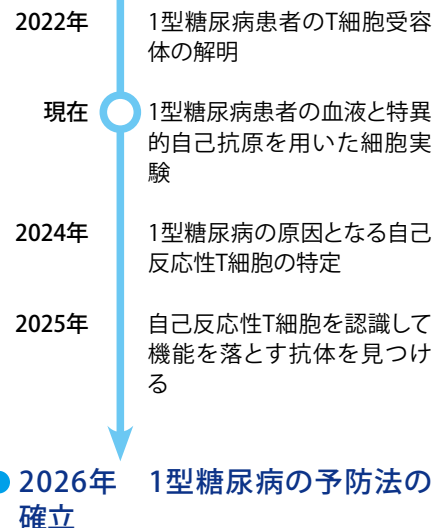 2022年 1型糖尿病患者のT細胞受容
体の解明
現在 1型糖尿病患者の血液と特異
的自己抗原を用いた細胞実
験
2024年 1型糖尿病の原因となる自己
反応性T細胞の特定
2025年 自己反応性T細胞を認識して
機能を落とす抗体を見つけ
る
2026年 1型糖尿病の予防法の
確立